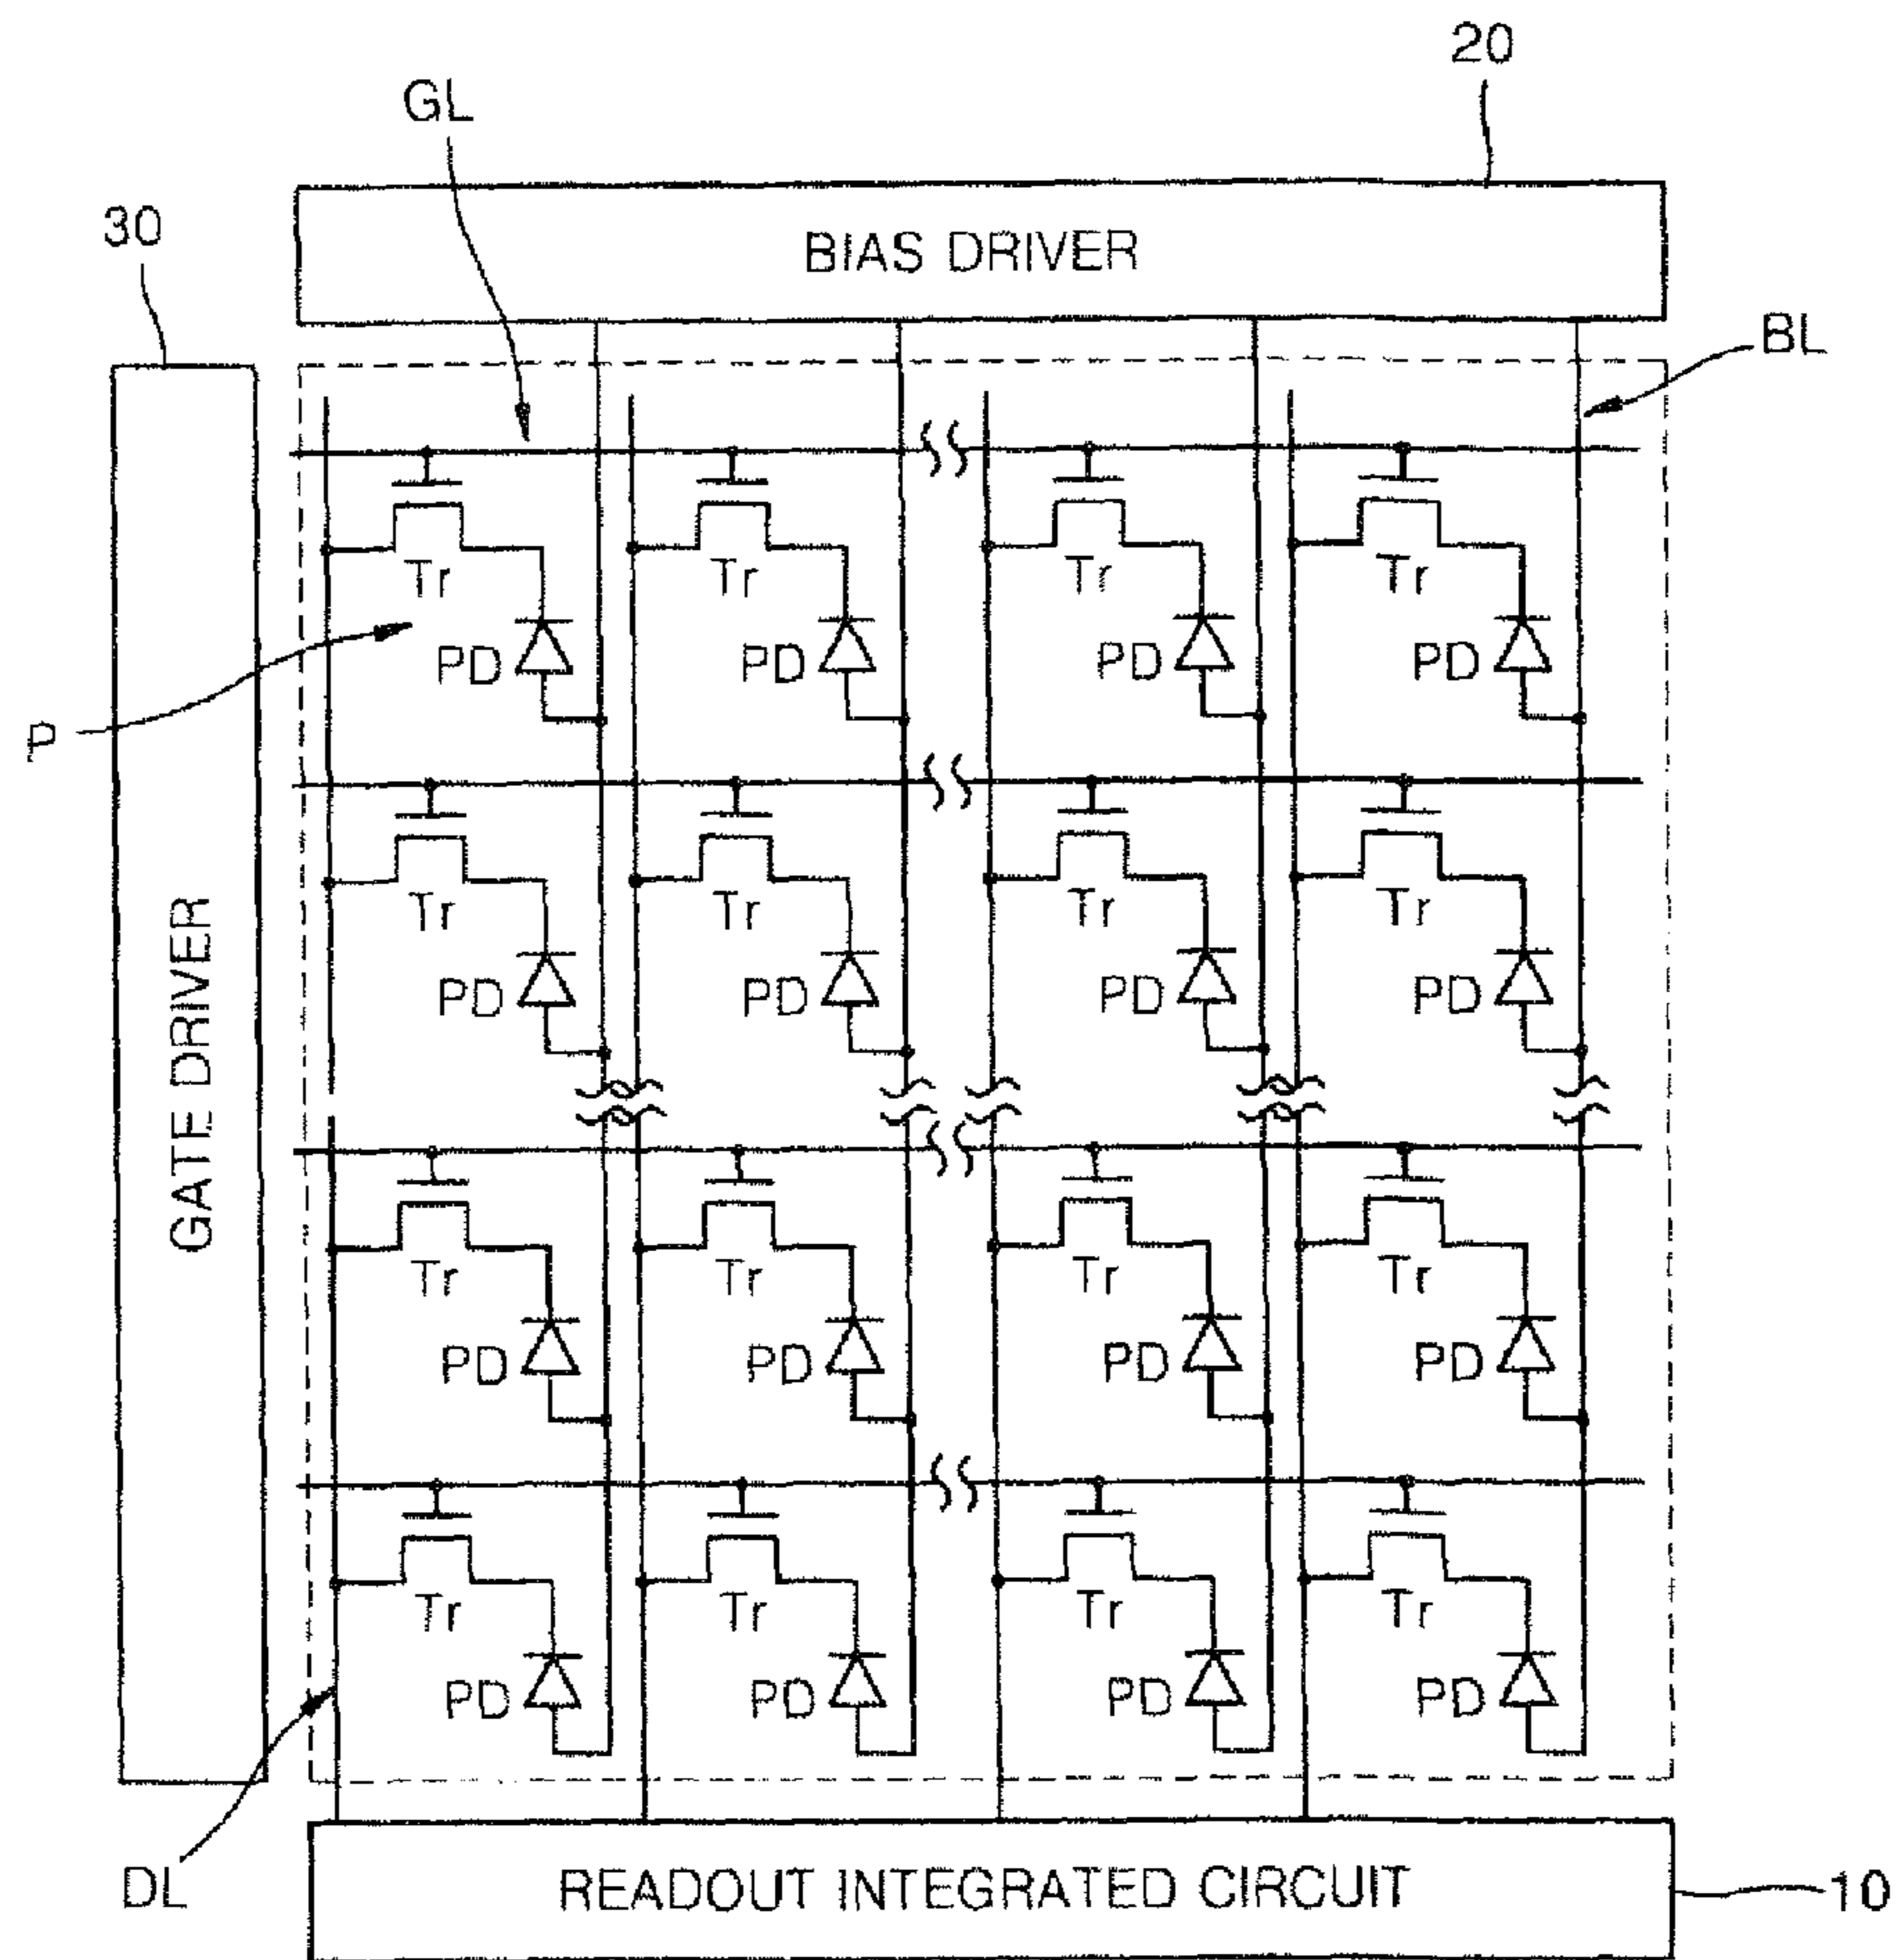 20
GL
BIAS DRIVER
30
BL
Tr Tr Tr Tr
PD PD PD PD
P
Tr Tr Tr Tr
PD PD PD PD
GATE DRIVER
Tr Tr Tr Tr
PD PD PD PD
Tr Tr Tr Tr
PD PD PD PD
DL
READOUT INTEGRATED CIRCUIT
10